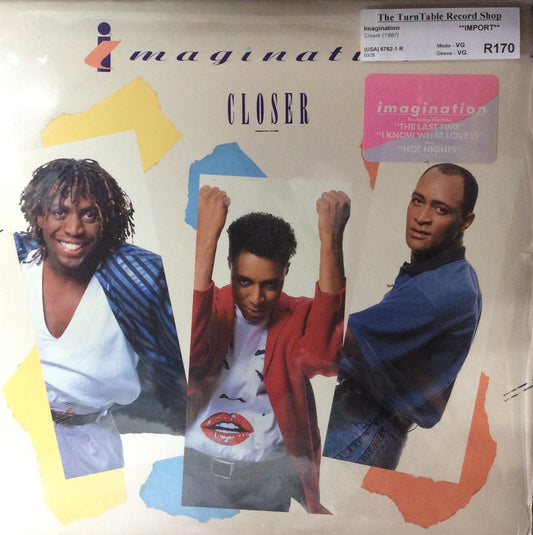 imaginati
CLOSER
The TurnTable Record Shop
Imagination **IMPORT**
Closer (1987)
(USA) 6762-1-R Media - VG R170
Sleeve - VG
imagination
Featuring The Hits:
"THE LAST TIME"
"I KNOW WHAT LOVE IS"
"HOT NIGHTS"